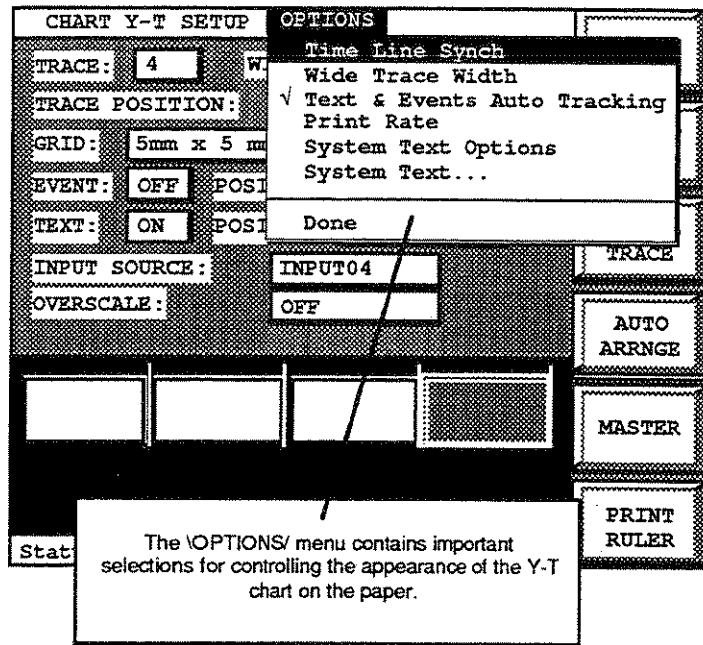 CHART Y-T SETUP OPTIONS
Time Line Synch
TRACE: 4
Wide Trace Width
TRACE POSITION:
√ Text & Events Auto Tracking
Print Rate
GRID: 5mm x 5
System Text Options
EVENT: OFF
System Text...
TEXT: ON
Done
TRACE
INPUT SOURCE: INPUT04
OVERSCALE: OFF
AUTO
ARRNGE
MASTER
PRINT
RULER
The \OPTIONS/ menu contains important
selections for controlling the appearance of the Y-T
chart on the paper.